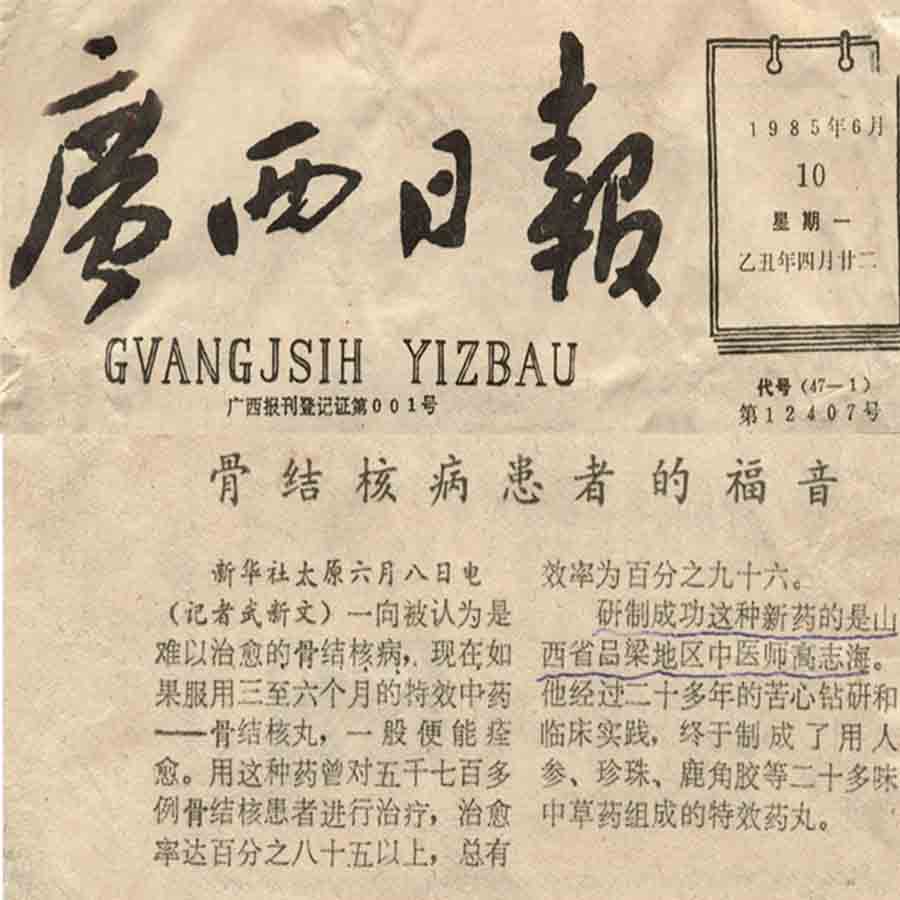 廣西日報
GVANGJSIH YIZBAU
广西报刊登记证第001号
1985年6月
10
星期一
乙丑年四月廿二
代号(47—1)
第12407号
骨结核病患者的福音
新华社太原六月八日电
(记者武新文)一向被认为是
难以治愈的骨结核病,现在如
果服用三至六个月的特效中药
——骨结核丸,一般便能痊
愈。用这种药曾对五千七百多
例骨结核患者进行治疗,治愈
率达百分之八十五以上,总有
效率为百分之九十六。
研制成功这种新药的是山
西省吕梁地区中医师高志海。
他经过二十多年的苦心钻研和
临床实践,终于制成了用人
参、珍珠、鹿角胶等二十多味
中草药组成的特效药丸。